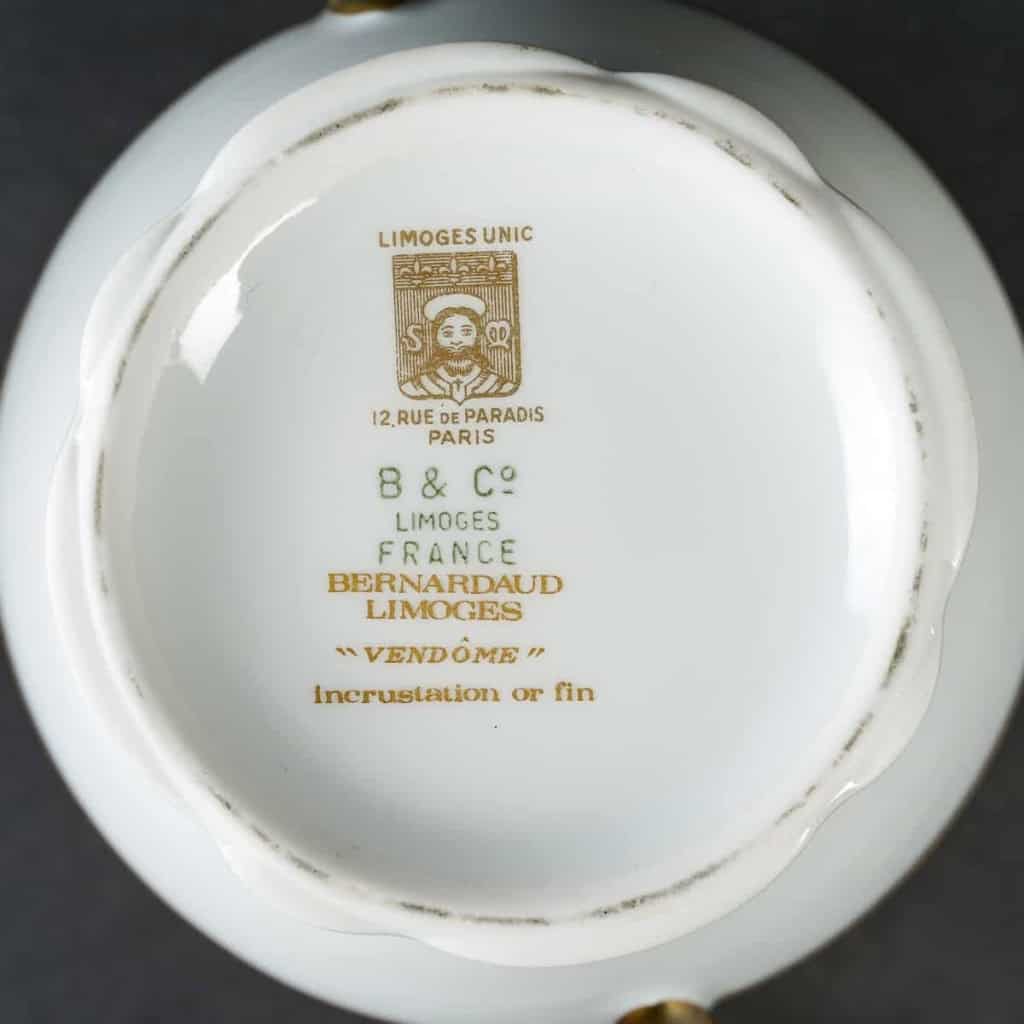 LIMOGES UNIC
S M
12, RUE DE PARADIS
PARIS
B & Cº
LIMOGES
FRANCE
BERNARDAUD
LIMOGES
"VENDÔME"
incrustation or fin